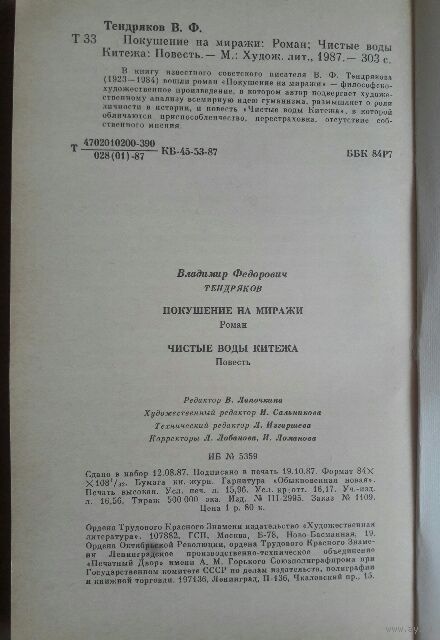 Тендряков В. Ф.
Т 33 Покушение на миражи: Роман; Чистые воды
Китежа: Повесть.— М.: Худож. лит., 1987.— 303 с.
В книгу известного советского писателя В. Ф. Тендрякова
(1923—1984) вошли роман «Покушение на миражи» — философско-
художественное произведение, в котором автор подвергает художе-
ственному анализу всемирную идею гуманизма, размышляет о роли
личности в истории, и повесть «Чистые воды Китежа», в которой
обличаются приспособленчество, перестраховка, отсутствие соб-
ственного мнения.
Т 4702010200-390
028(01)-87 КБ-45-53-87 ББК 84Р7
Владимир Федорович
ТЕНДРЯКОВ
ПОКУШЕНИЕ НА МИРАЖИ
Роман
ЧИСТЫЕ ВОДЫ КИТЕЖА
Повесть
Редактор В. Лапочкина
Художественный редактор И. Сальникова
Технический редактор Л.
Корректоры Л. Лобанова, И. Ломанова
ИБ № 5359
Сдано в набор 12.08.87. Подписано в печать 19.10.87. Формат 84×
×108¹/₃₂. Бумага кн. журн. Гарнитура «Обыкновенная новая».
Печать высокая. Усл. печ. л. 15,96. Усл. кр.-отт. 16,17. Уч.-изд.
л. 16,56. Тираж 500 000 экз. Изд. № III-2995. Заказ № 1109.
Цена 1 р. 80 к.
Ордена Трудового Красного Знамени издательство «Художественная
литература». 107882, ГСП, Москва, Б-78, Ново-Басманная, 19.
Ордена Октябрьской Революции, ордена Трудового Красного Знаме-
ни Ленинградское производственно-техническое объединение
«Печатный Двор» имени А. М. Горького Союзполиграфпрома при
Государственном комитете СССР по делам издательств, полиграфии
и книжной торговли. 197136, Ленинград, П-136, Чкаловский пр., 15.